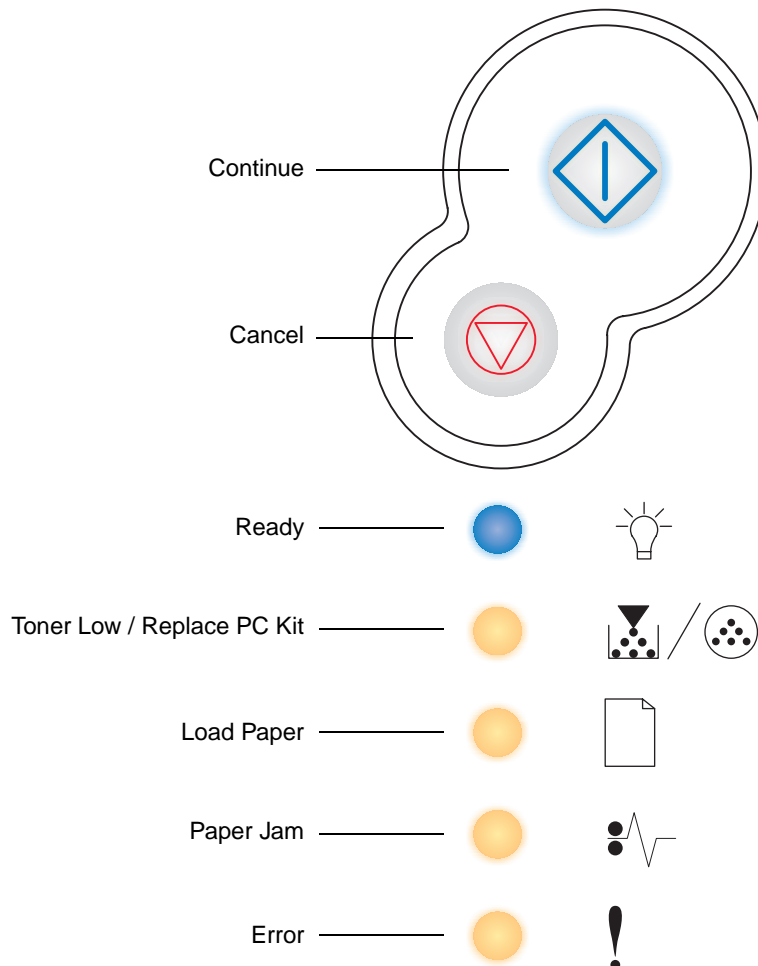 Continue
Cancel
Ready
Toner Low / Replace PC Kit
Load Paper
Paper Jam
Error